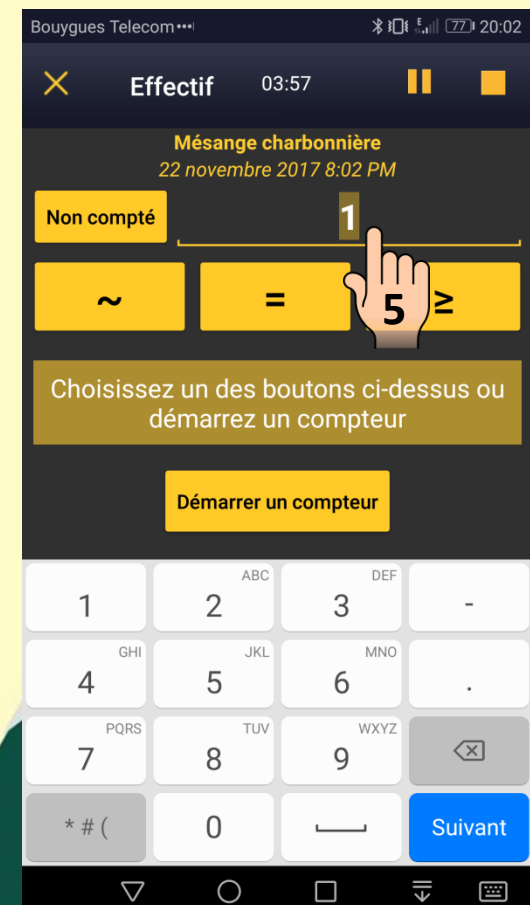 Bouygues Telecom 77 20:02
Effectif 03:57
Mésange charbonnière
22 novembre 2017 8:02 PM
Non compté 1
~ = 5 ≥
Choisissez un des boutons ci-dessus ou
démarrez un compteur
Démarrer un compteur
1 2 ABC 3 DEF -
4 GHI 5 JKL 6 MNO .
7 PQRS 8 TUV 9 WXYZ
* # ( 0 Suivant